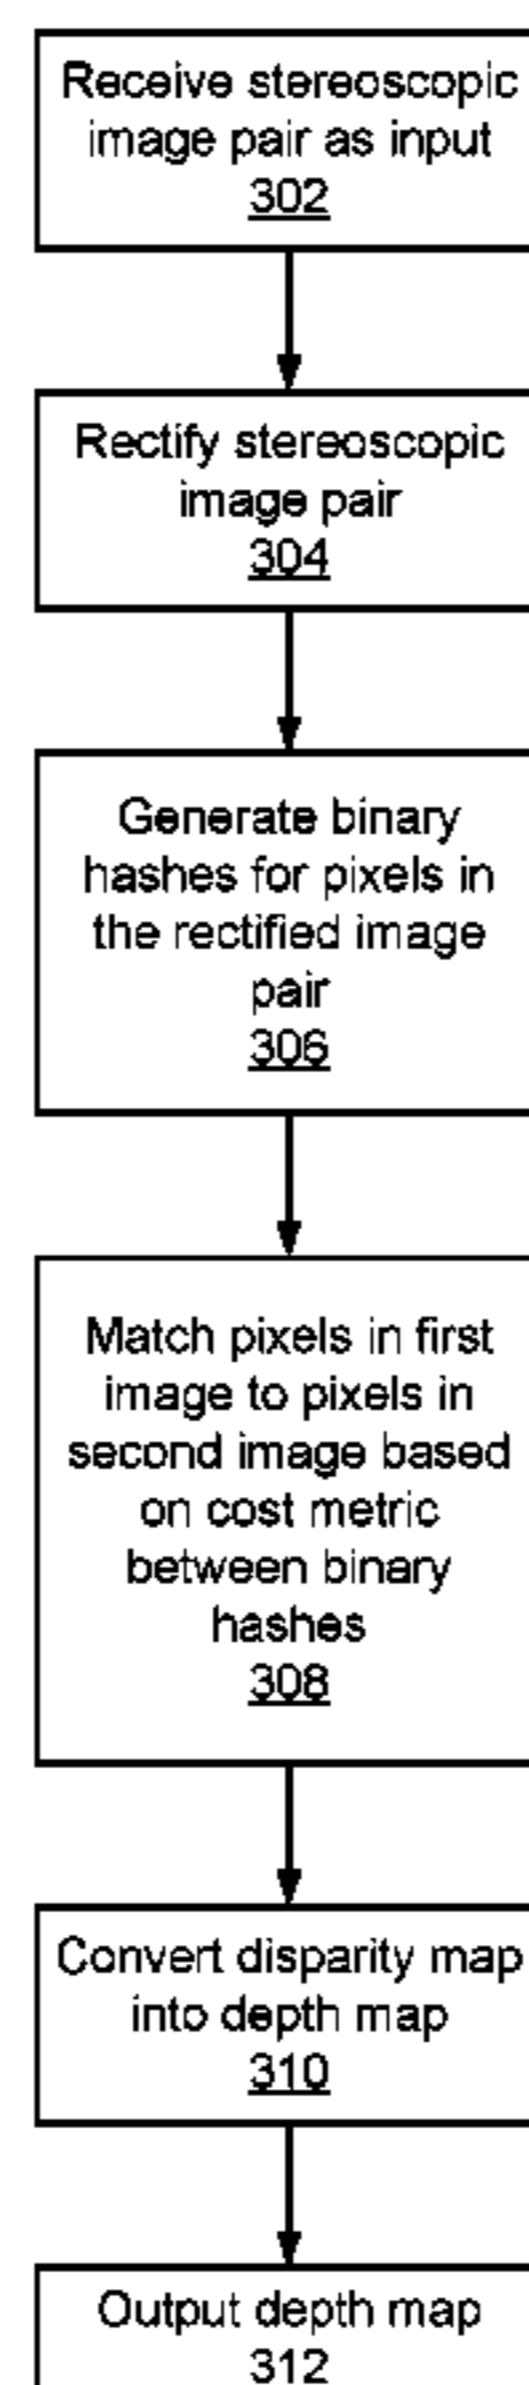 Receive stereoscopic
image pair as input
302
Rectify stereoscopic
image pair
304
Generate binary
hashes for pixels in
the rectified image
pair
306
Match pixels in first
image to pixels in
second image based
on cost metric
between binary
hashes
308
Convert disparity map
into depth map
310
Output depth map
312